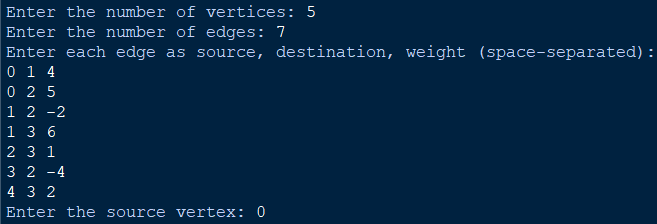 Enter the number of vertices: 5
Enter the number of edges: 7
Enter each edge as source, destination, weight (space-separated):
0 1 4
0 2 5
1 2 -2
1 3 6
2 3 1
3 2 -4
4 3 2
Enter the source vertex: 0